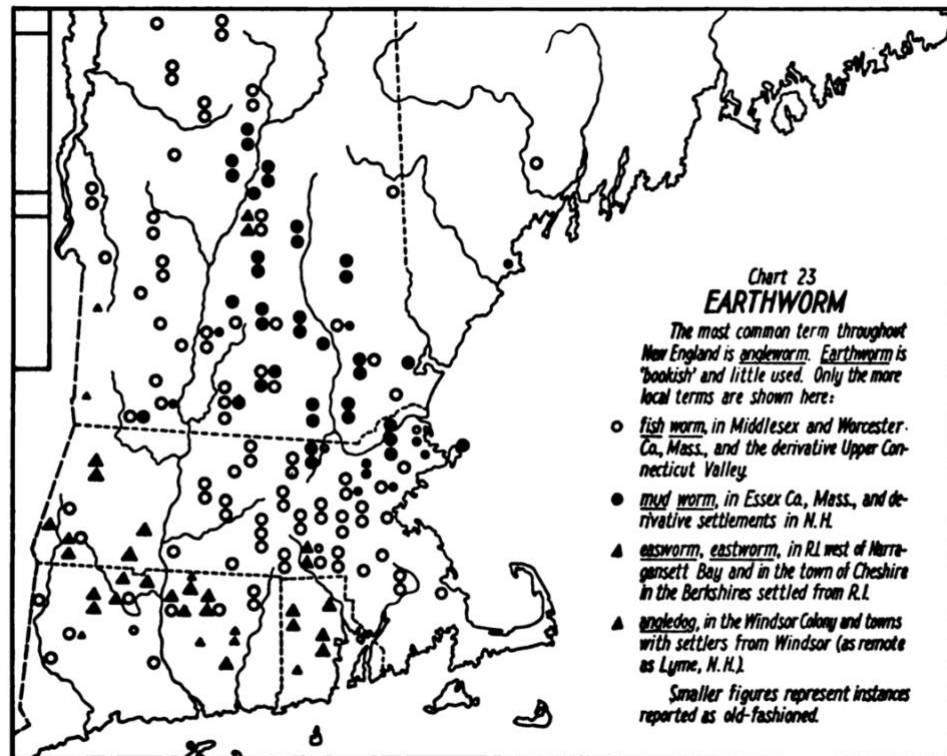 Chart 23
EARTHWORM
The most common term throughout
New England is angleworm. Earthworm is
'bookish' and little used. Only the more
local terms are shown here:
fish worm, in Middlesex and Worcester
Co., Mass., and the derivative Upper Con-
necticut Valley.
mud worm, in Essex Co., Mass., and de-
rivative settlements in N.H.
easworm, eastworm, in R.I. west of Narra-
gansett Bay and in the town of Cheshire
in the Berkshires settled from R.I.
angledog, in the Windsor Colony and towns
with settlers from Windsor (as remote
as Lyme, N.H.).
Smaller figures represent instances
reported as old-fashioned.